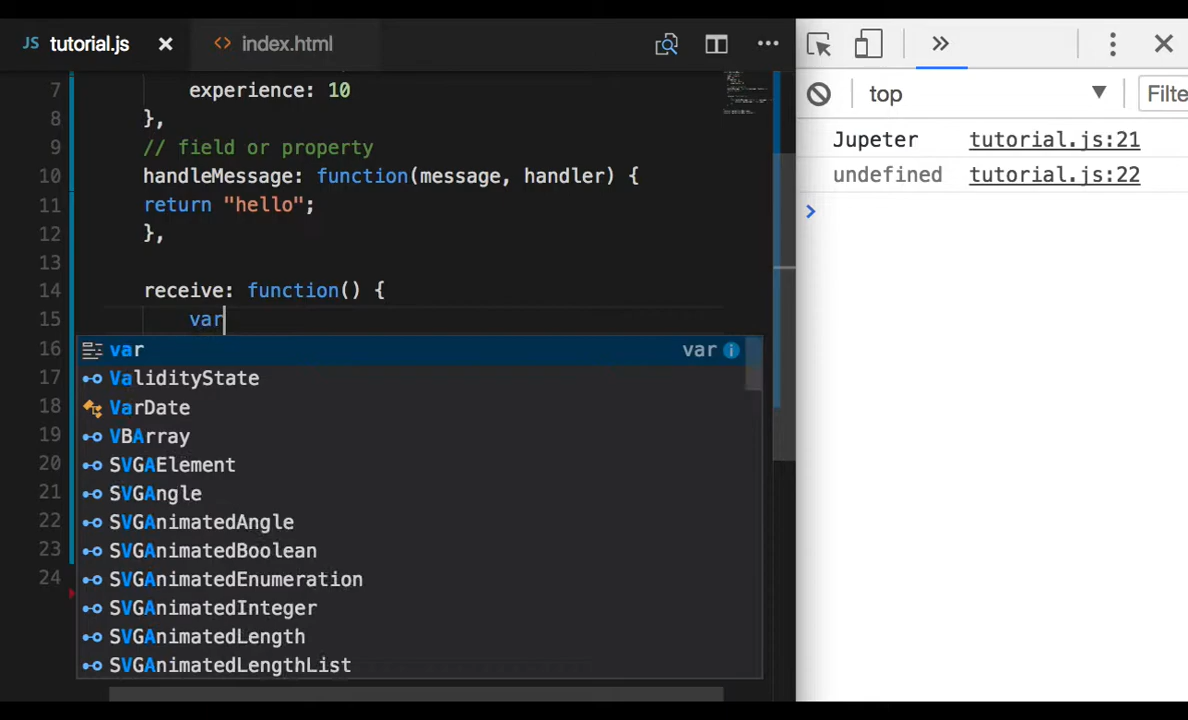 JS tutorial.js
<> index.html
7 experience: 10
8 },
9 // field or property
10 handleMessage: function(message, handler) {
11 return "hello";
12 },
13
14 receive: function() {
15 var
16
17
18
19
20
21
22
23
24
var var
ValidityState
VarDate
VBArray
SVGAElement
SVGAngle
SVGAnimatedAngle
SVGAnimatedBoolean
SVGAnimatedEnumeration
SVGAnimatedInteger
SVGAnimatedLength
SVGAnimatedLengthList
top
Filte
Jupeter tutorial.js:21
undefined tutorial.js:22